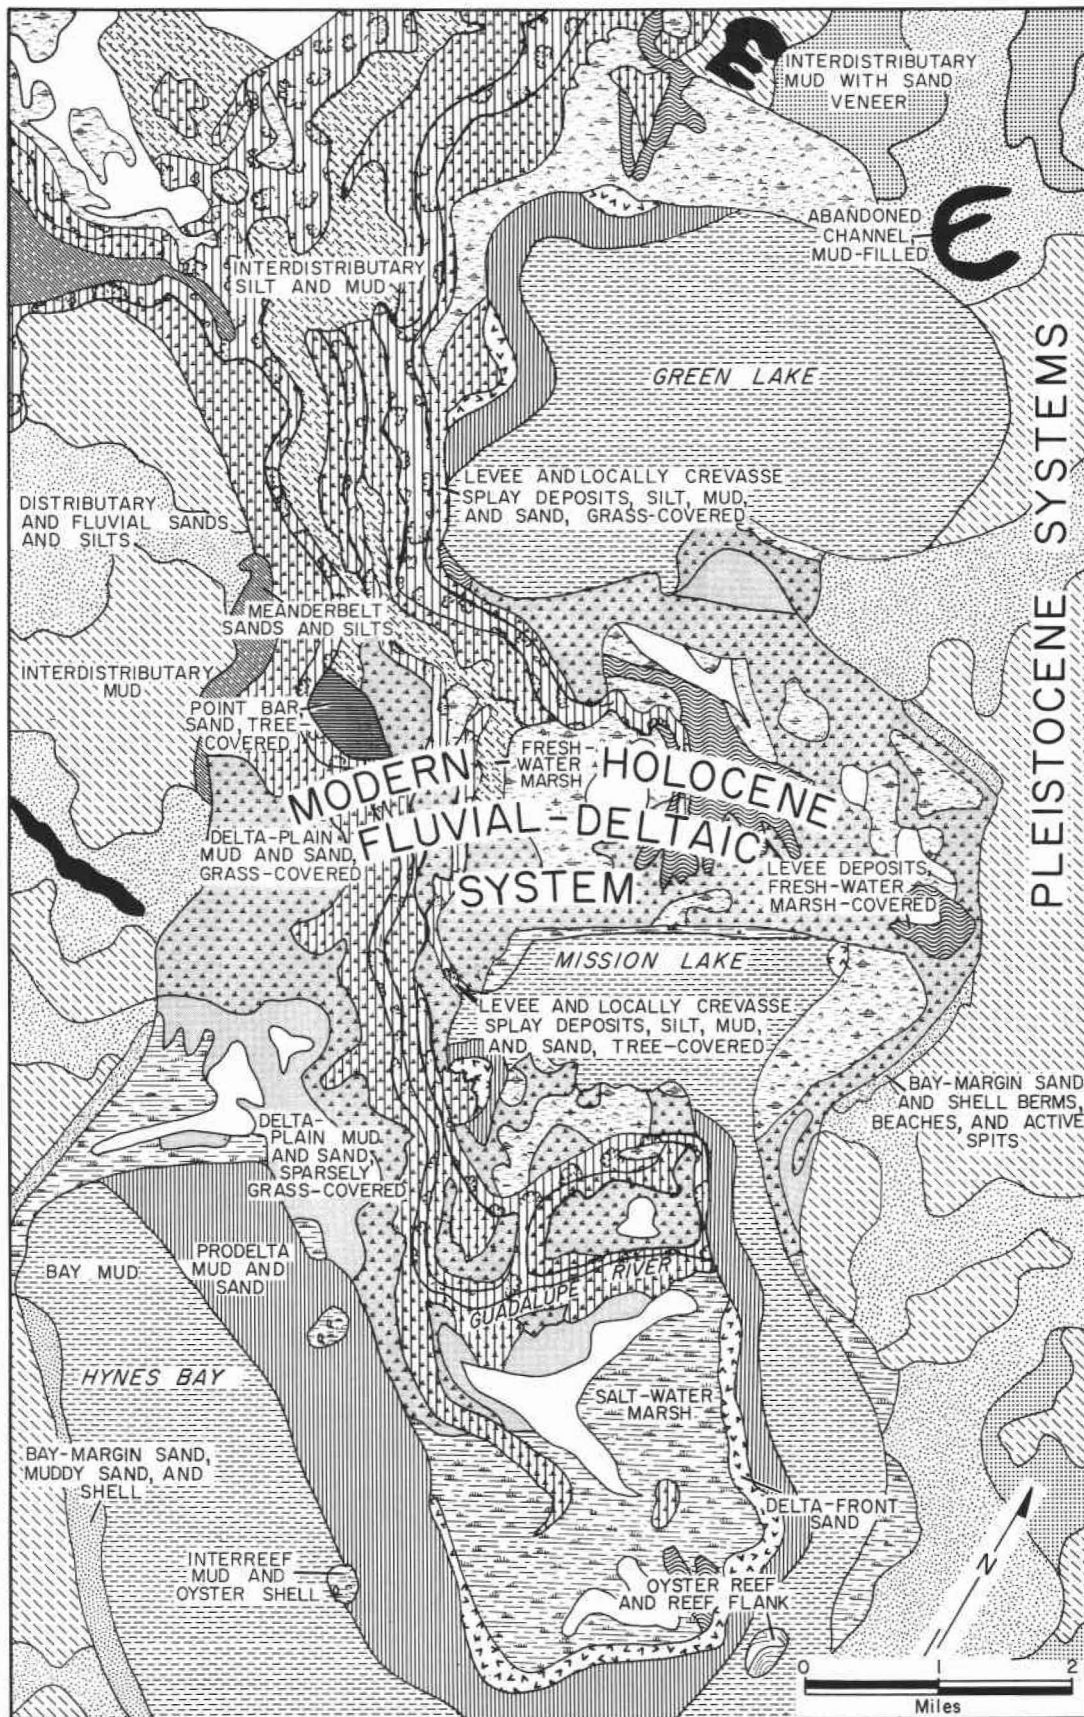 INTERDISTRIBUTARY
MUD WITH SAND
VENEER
ABANDONED
CHANNEL,
MUD-FILLED
INTERDISTRIBUTARY
SILT AND MUD
GREEN LAKE
PLEISTOCENE SYSTEMS
LEVEE AND LOCALLY CREVASSE
SPLAY DEPOSITS, SILT, MUD,
AND SAND, GRASS-COVERED
DISTRIBUTARY
AND FLUVIAL SANDS
AND SILTS
MEANDERBELT
SANDS AND SILTS
INTERDISTRIBUTARY
MUD
POINT BAR
SAND, TREE-
COVERED
FRESH-
WATER
MARSH
MODERN - HOLOCENE
FLUVIAL-DELTAIC
SYSTEM
DELTA-PLAIN
MUD AND SAND,
GRASS-COVERED
LEVEE DEPOSITS,
FRESH-WATER
MARSH-COVERED
MISSION LAKE
LEVEE AND LOCALLY CREVASSE
SPLAY DEPOSITS, SILT, MUD,
AND SAND, TREE-COVERED
BAY-MARGIN SAND
AND SHELL BERMS,
BEACHES, AND ACTIVE
SPITS
DELTA-
PLAIN MUD
AND SAND,
SPARSELY
GRASS-COVERED
PRODELTA
MUD AND
SAND
BAY MUD
GUADALUPE RIVER
HYNES BAY
SALT-WATER
MARSH
BAY-MARGIN SAND,
MUDDY SAND, AND
SHELL
DELTA-FRONT
SAND
INTERREEF
MUD AND
OYSTER SHELL
OYSTER REEF
AND REEF FLANK
N
0 1 2
Miles